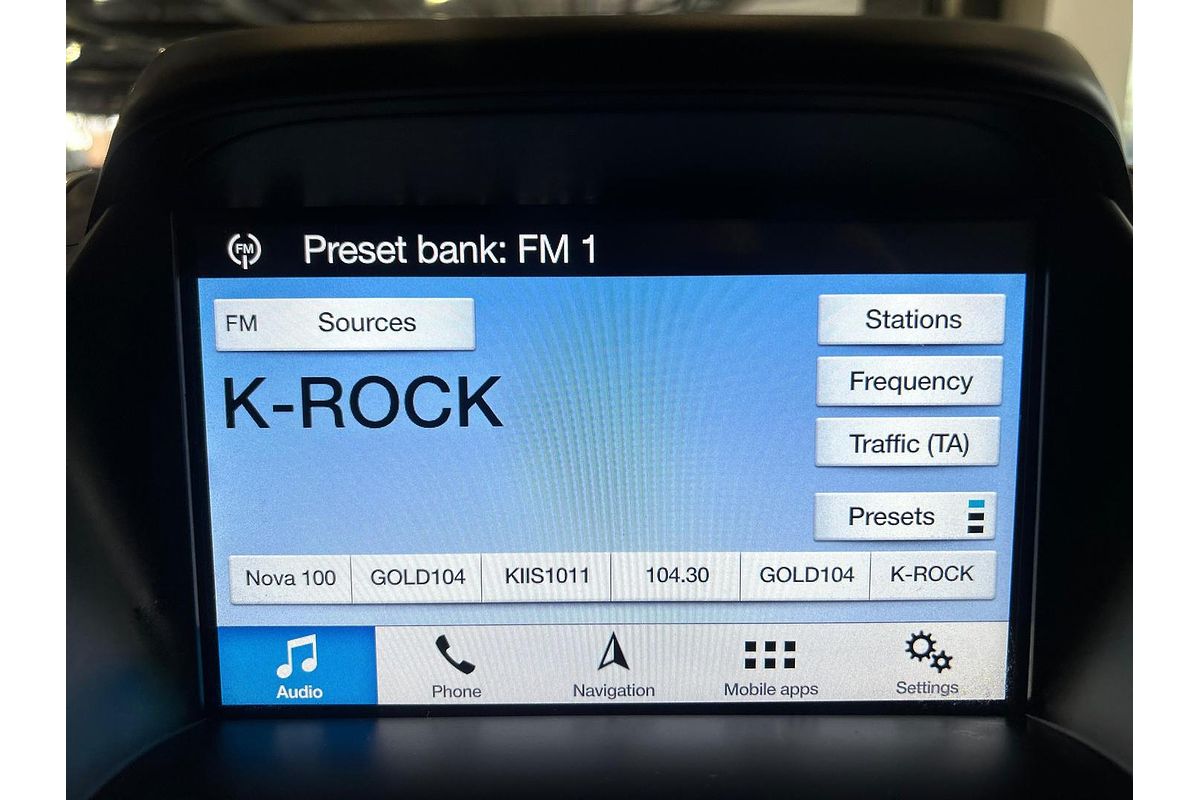 FM Preset bank: FM 1
FM Sources
Stations
K-ROCK
Frequency
Traffic (TA)
Presets
Nova 100 GOLD104 KIIS1011 104.30 GOLD104 K-ROCK
Audio Phone Navigation Mobile apps Settings